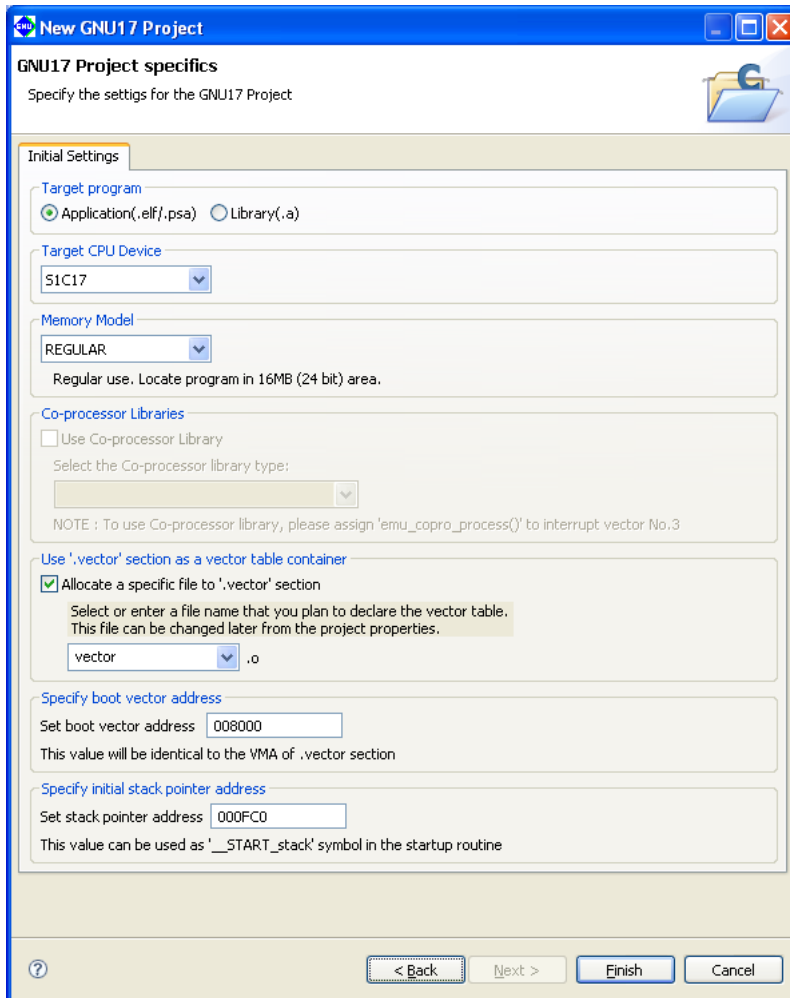 GNU New GNU17 Project
GNU17 Project specifics
Specify the settigs for the GNU17 Project
Initial Settings
Target program
Application(.elf/.psa) Library(.a)
Target CPU Device
S1C17
Memory Model
REGULAR
Regular use. Locate program in 16MB (24 bit) area.
Co-processor Libraries
Use Co-processor Library
Select the Co-processor library type:
NOTE : To use Co-processor library, please assign 'emu_copro_process()' to interrupt vector No.3
Use '.vector' section as a vector table container
Allocate a specific file to '.vector' section
Select or enter a file name that you plan to declare the vector table.
This file can be changed later from the project properties.
vector .o
Specify boot vector address
Set boot vector address 008000
This value will be identical to the VMA of .vector section
Specify initial stack pointer address
Set stack pointer address 000FC0
This value can be used as '__START_stack' symbol in the startup routine
? < Back Next > Finish Cancel